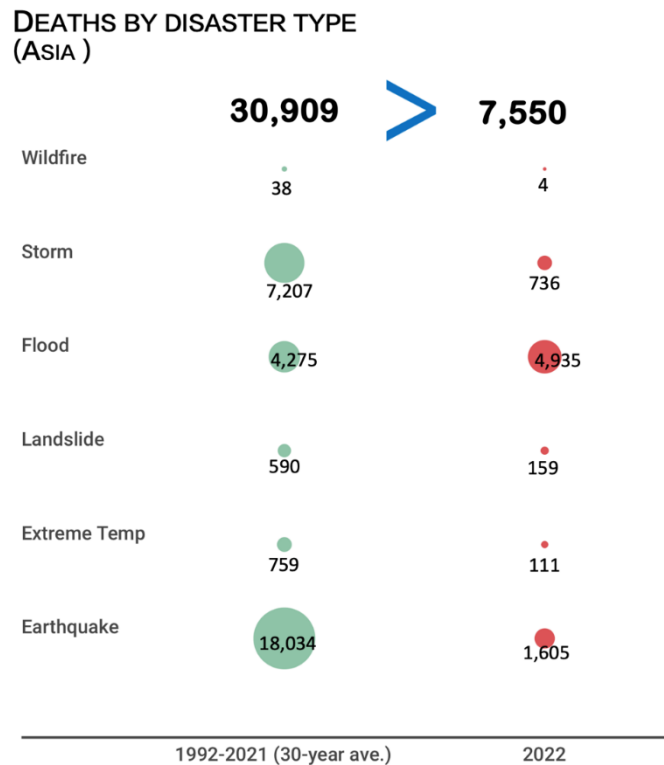 DEATHS BY DISASTER TYPE
(ASIA )
30,909 > 7,550
Wildfire
38 4
Storm
7,207 736
Flood
4,275 4,935
Landslide
590 159
Extreme Temp
759 111
Earthquake
18,034 1,605
1992-2021 (30-year ave.) 2022